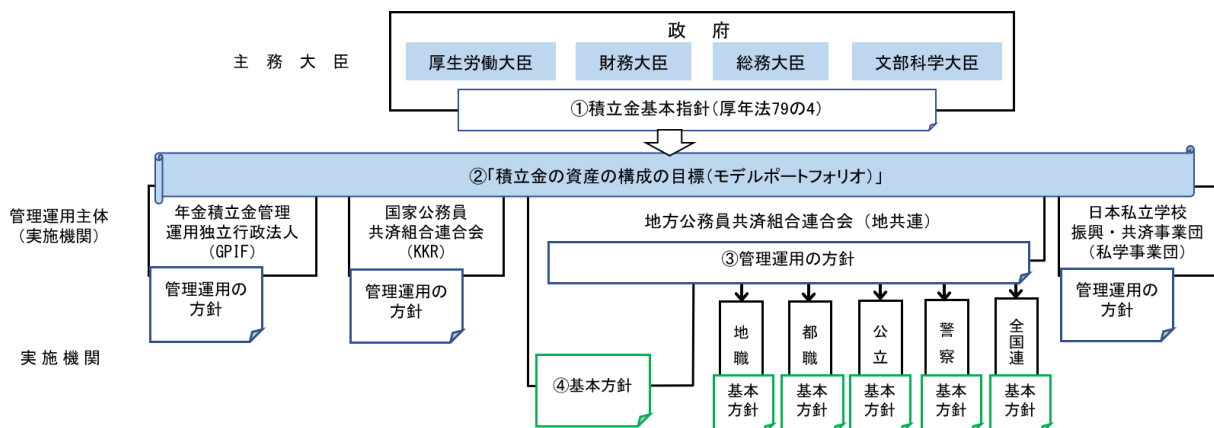 政　府
主 務 大 臣
厚生労働大臣
財務大臣
総務大臣
文部科学大臣
①積立金基本指針（厚年法79の4）
②「積立金の資産の構成の目標（モデルポートフォリオ）」
管理運用主体
（実施機関）
年金積立金管理
運用独立行政法人
（GPIF）
管理運用の
方針
国家公務員
共済組合連合会
（KKR）
管理運用の
方針
地方公務員共済組合連合会（地共連）
③管理運用の方針
日本私立学校
振興・共済事業団
（私学事業団）
管理運用の
方針
実 施 機 関
④基本方針
地職
都職
公立
警察
全国連
基本
方針
基本
方針
基本
方針
基本
方針
基本
方針